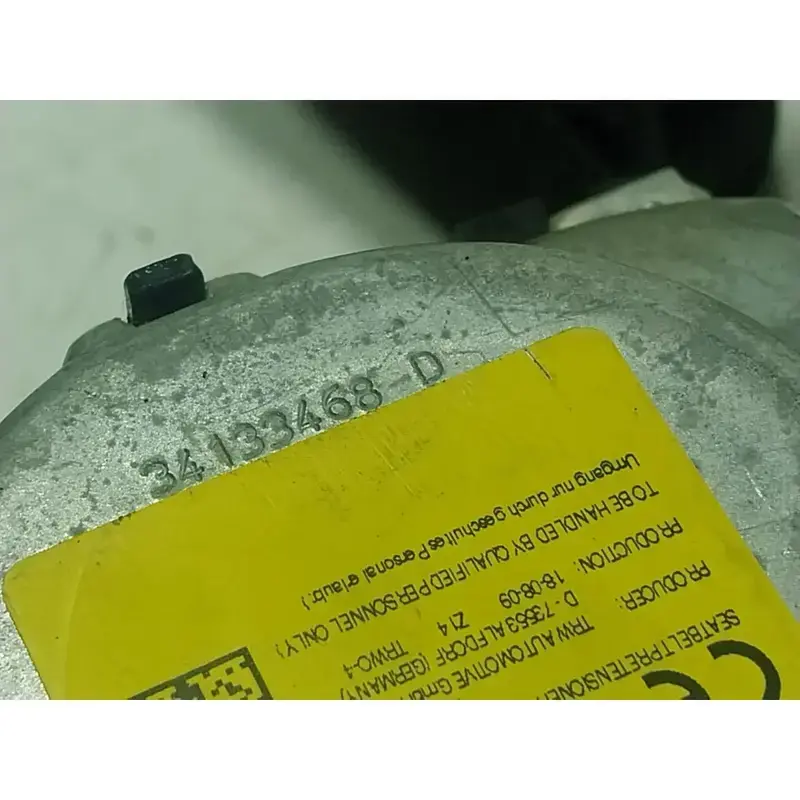 34133468-D
SEATBELT PRETENSIONER
PRODUCER: TRW AUTOMOTIVE GmbH
D-73553 ALFDORF (GERMANY)
PRODUCTION: 18-08-09 Z14 TRWO-4
TO BE HANDLED BY QUALIFIED PERSONNEL ONLY)
Umgang nur durch geschultes Personal erlaubt.)
CE